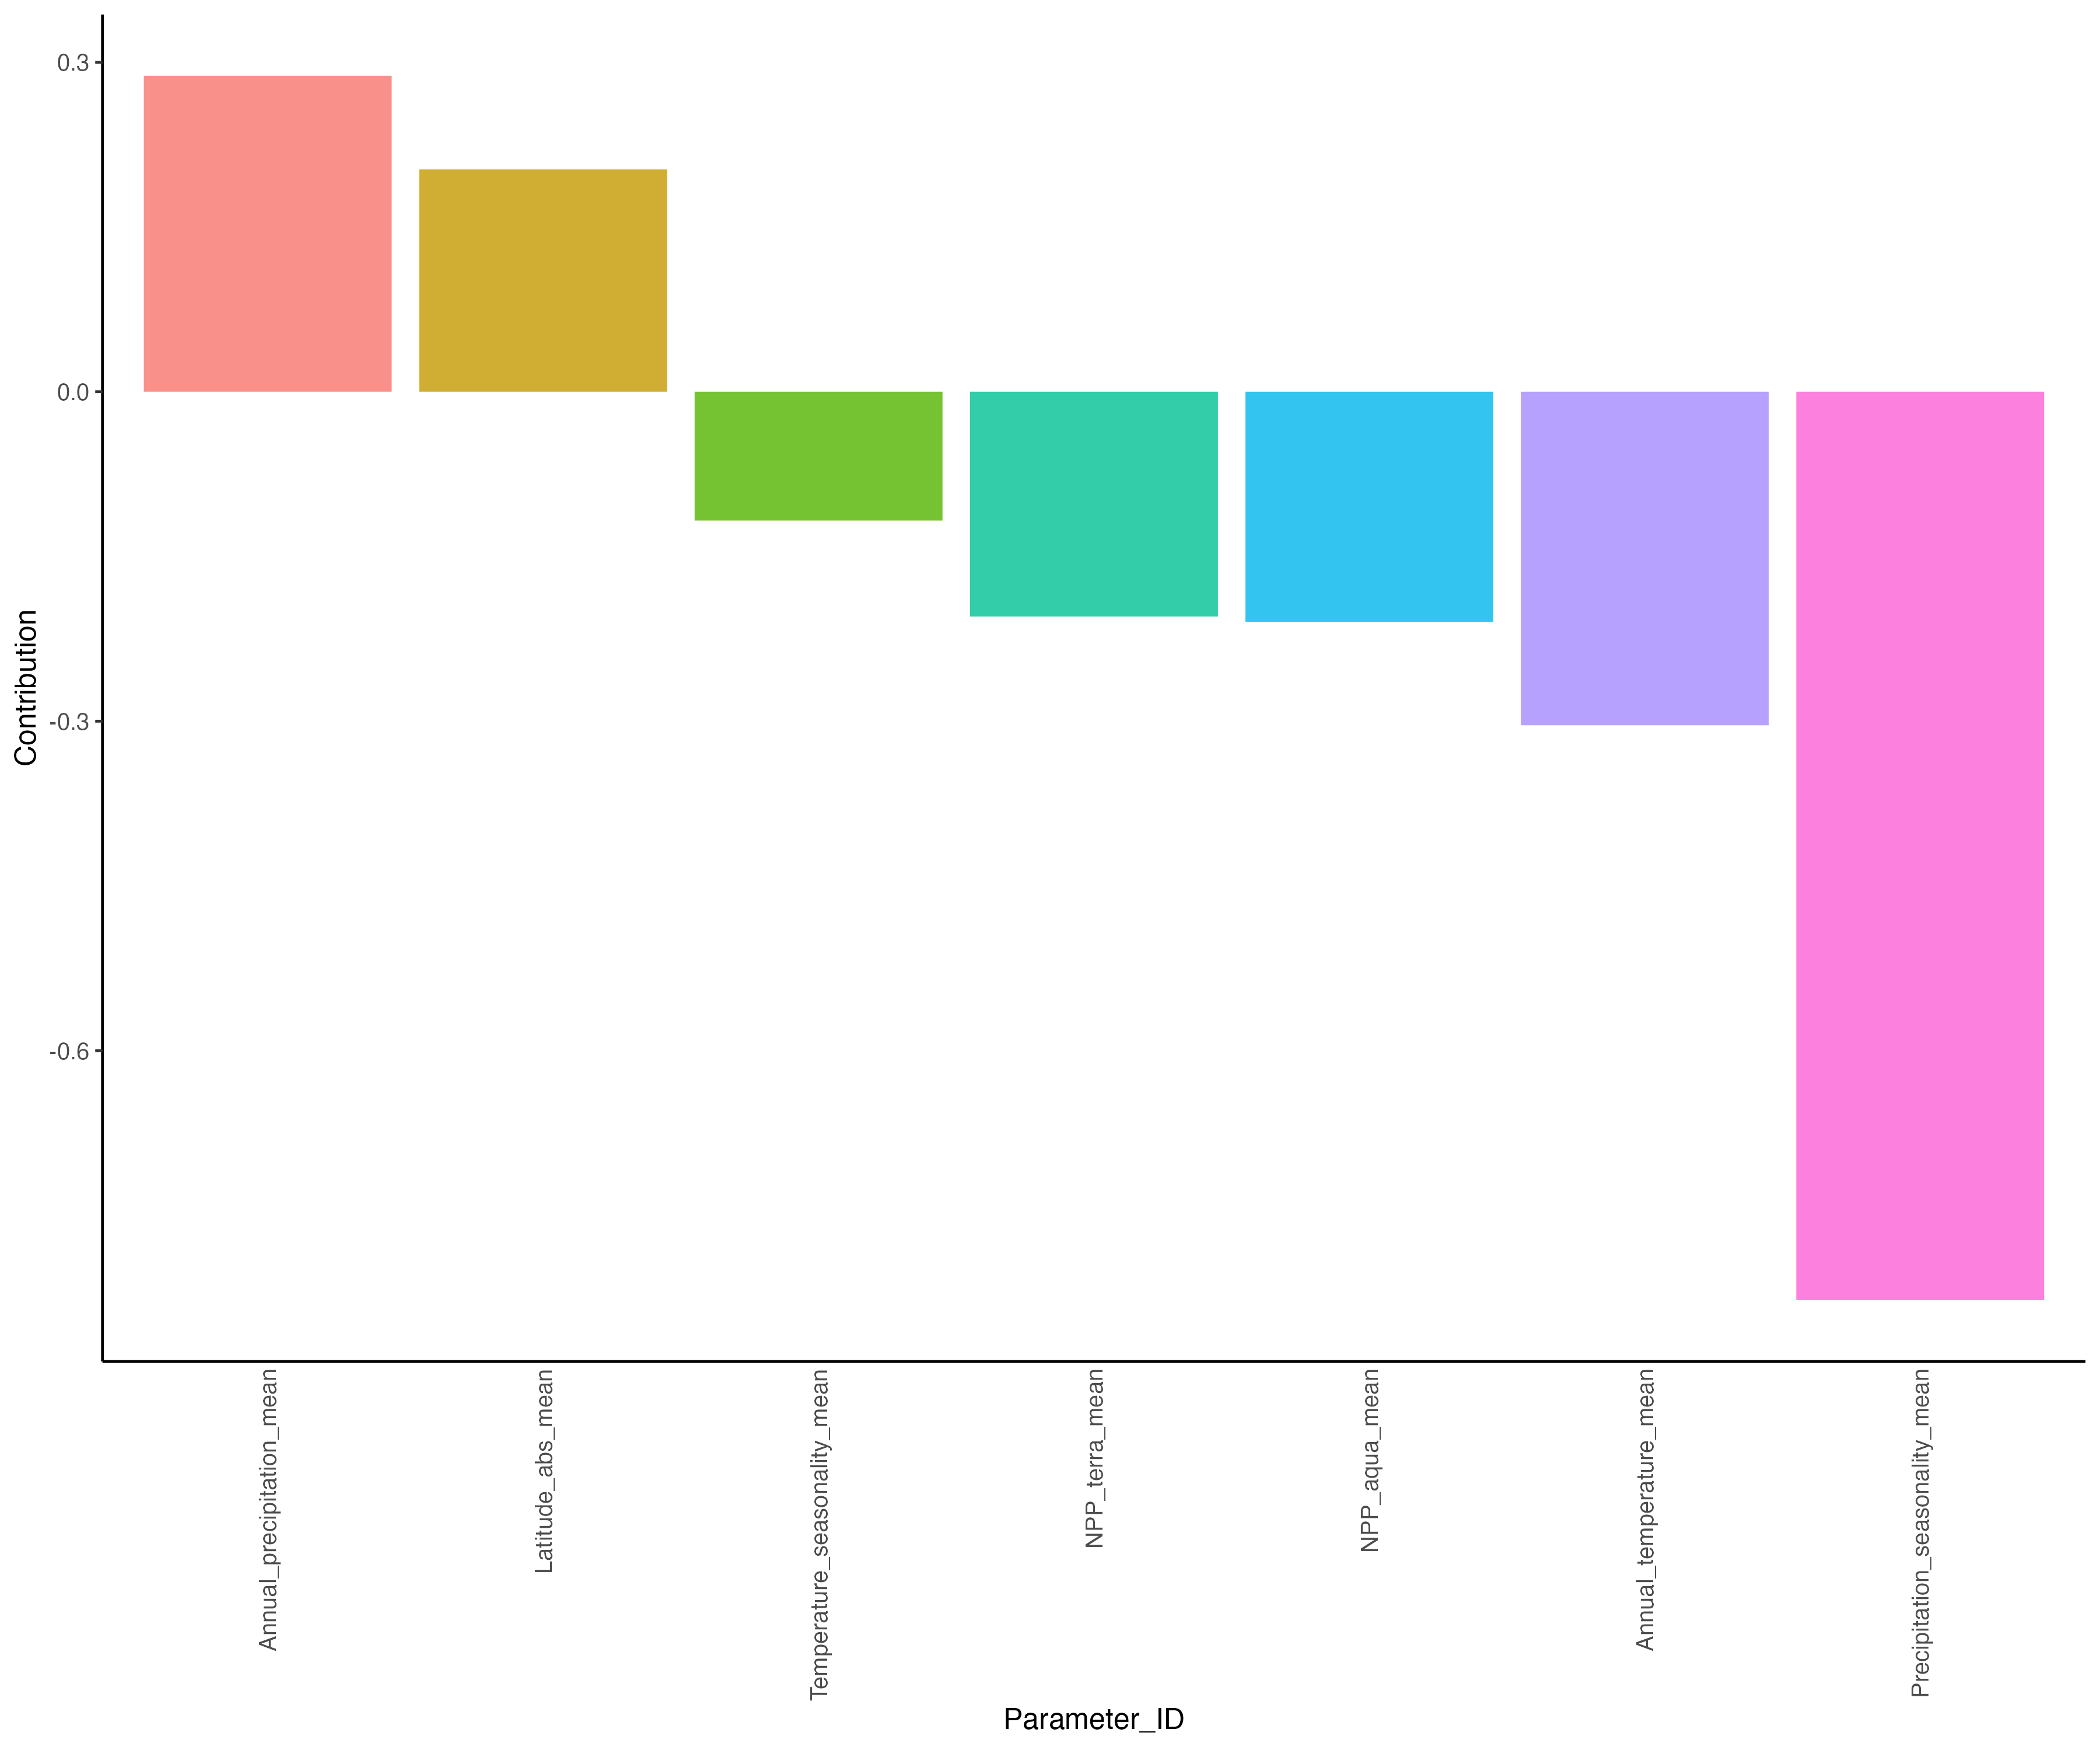 Contribution
0.3
0.0
-0.3
-0.6
Annual_precipitation_mean
Latitude_abs_mean
Temperature_seasonality_mean
NPP_terra_mean
NPP_aqua_mean
Annual_temperature_mean
Precipitation_seasonality_mean
Parameter_ID